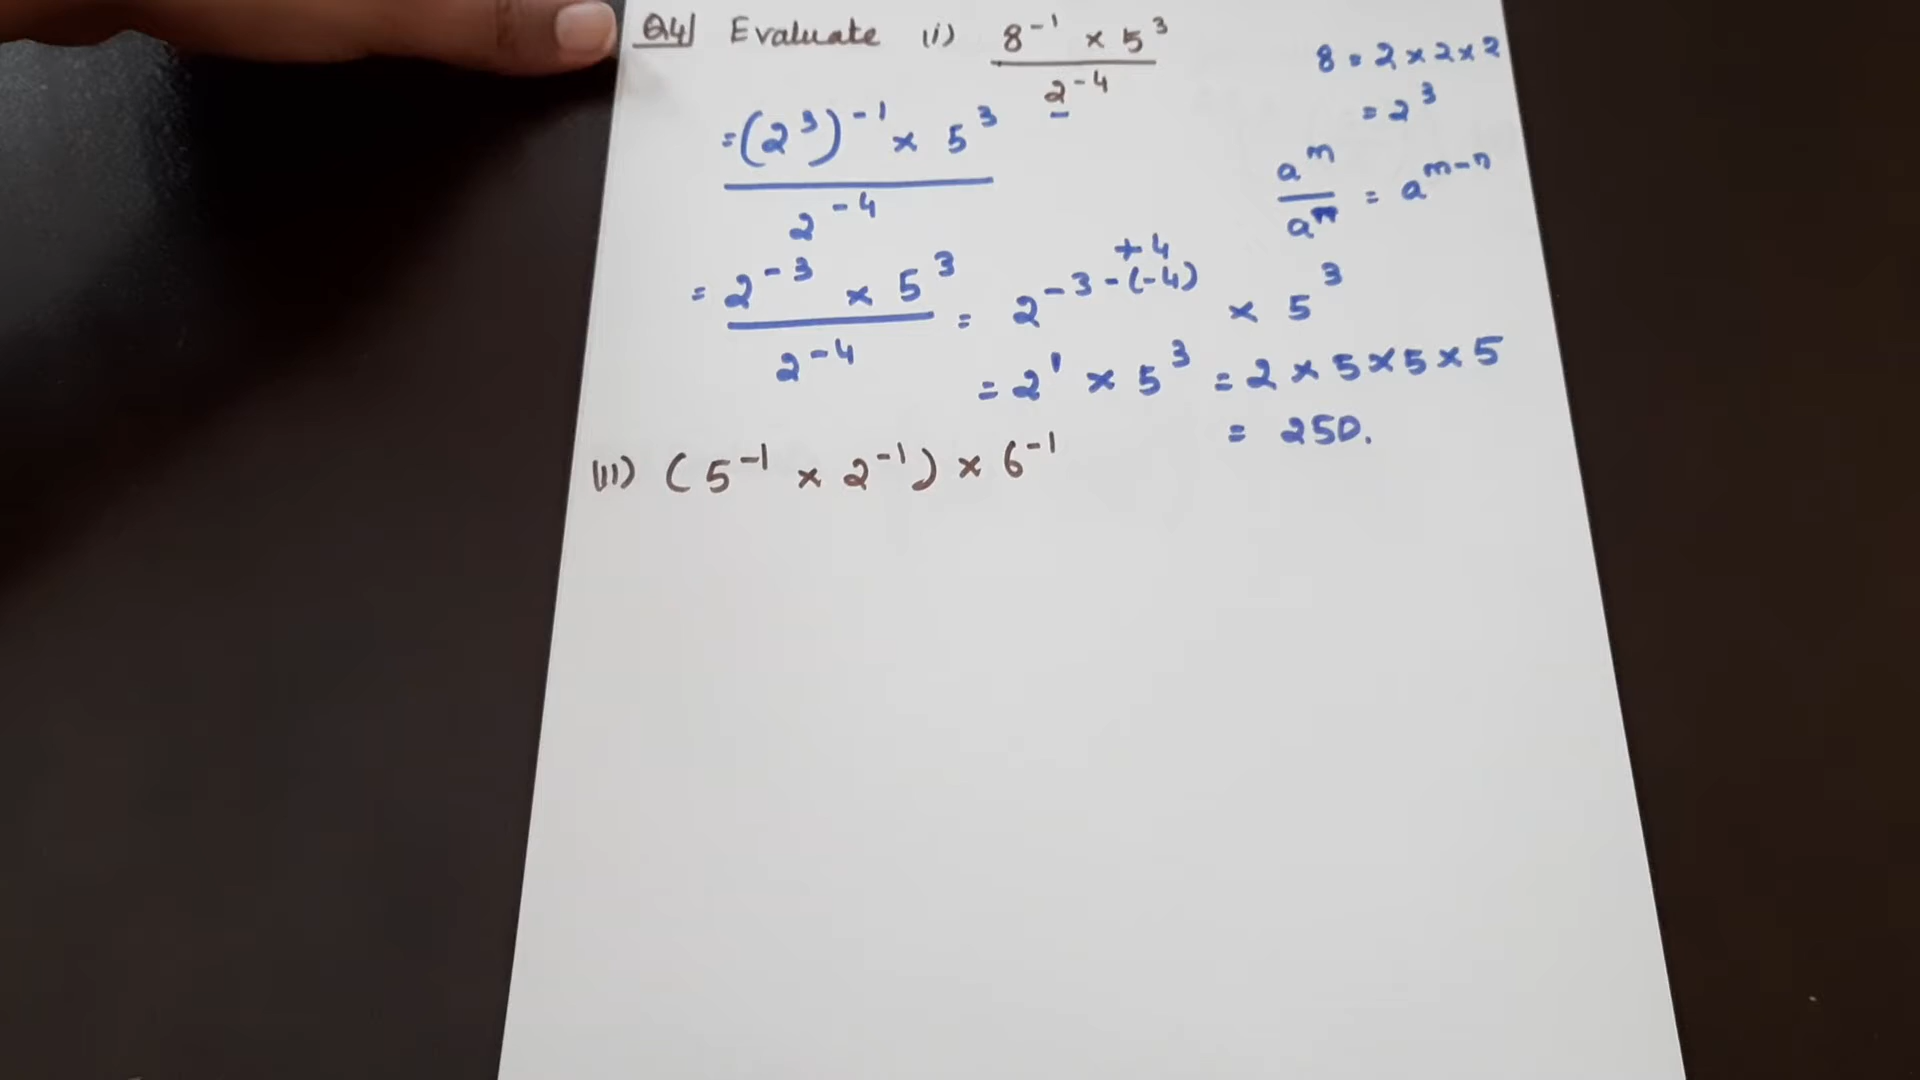 Q4| Evaluate (i) 8⁻¹ × 5³ / 2⁻⁴
8 = 2 × 2 × 2
= 2³
= (2³)⁻¹ × 5³ / 2⁻⁴
aᵐ / aⁿ = aᵐ⁻ⁿ
+4
= 2⁻³ × 5³ / 2⁻⁴ = 2⁻³⁻⁽⁻⁴⁾ × 5³
= 2¹ × 5³ = 2 × 5 × 5 × 5
= 250.
(ii) (5⁻¹ × 2⁻¹) × 6⁻¹